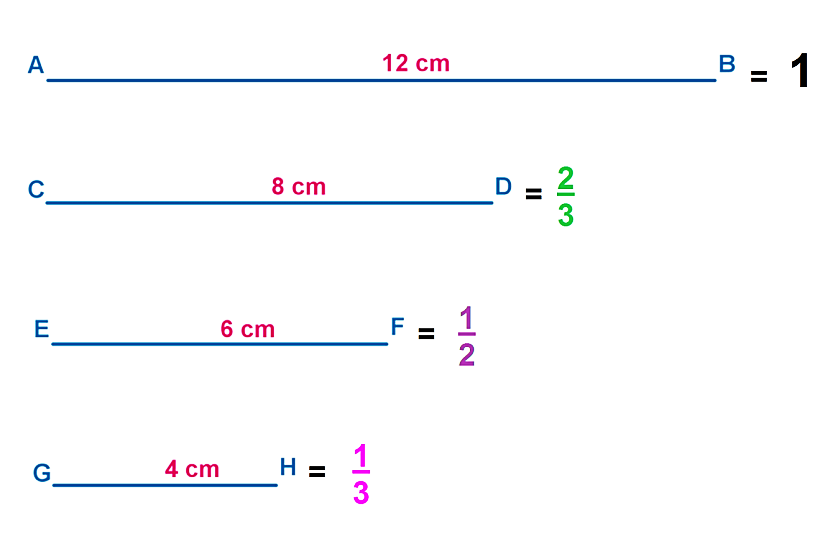 A 12 cm B = 1
C 8 cm D = 2/3
E 6 cm F = 1/2
G 4 cm H = 1/3